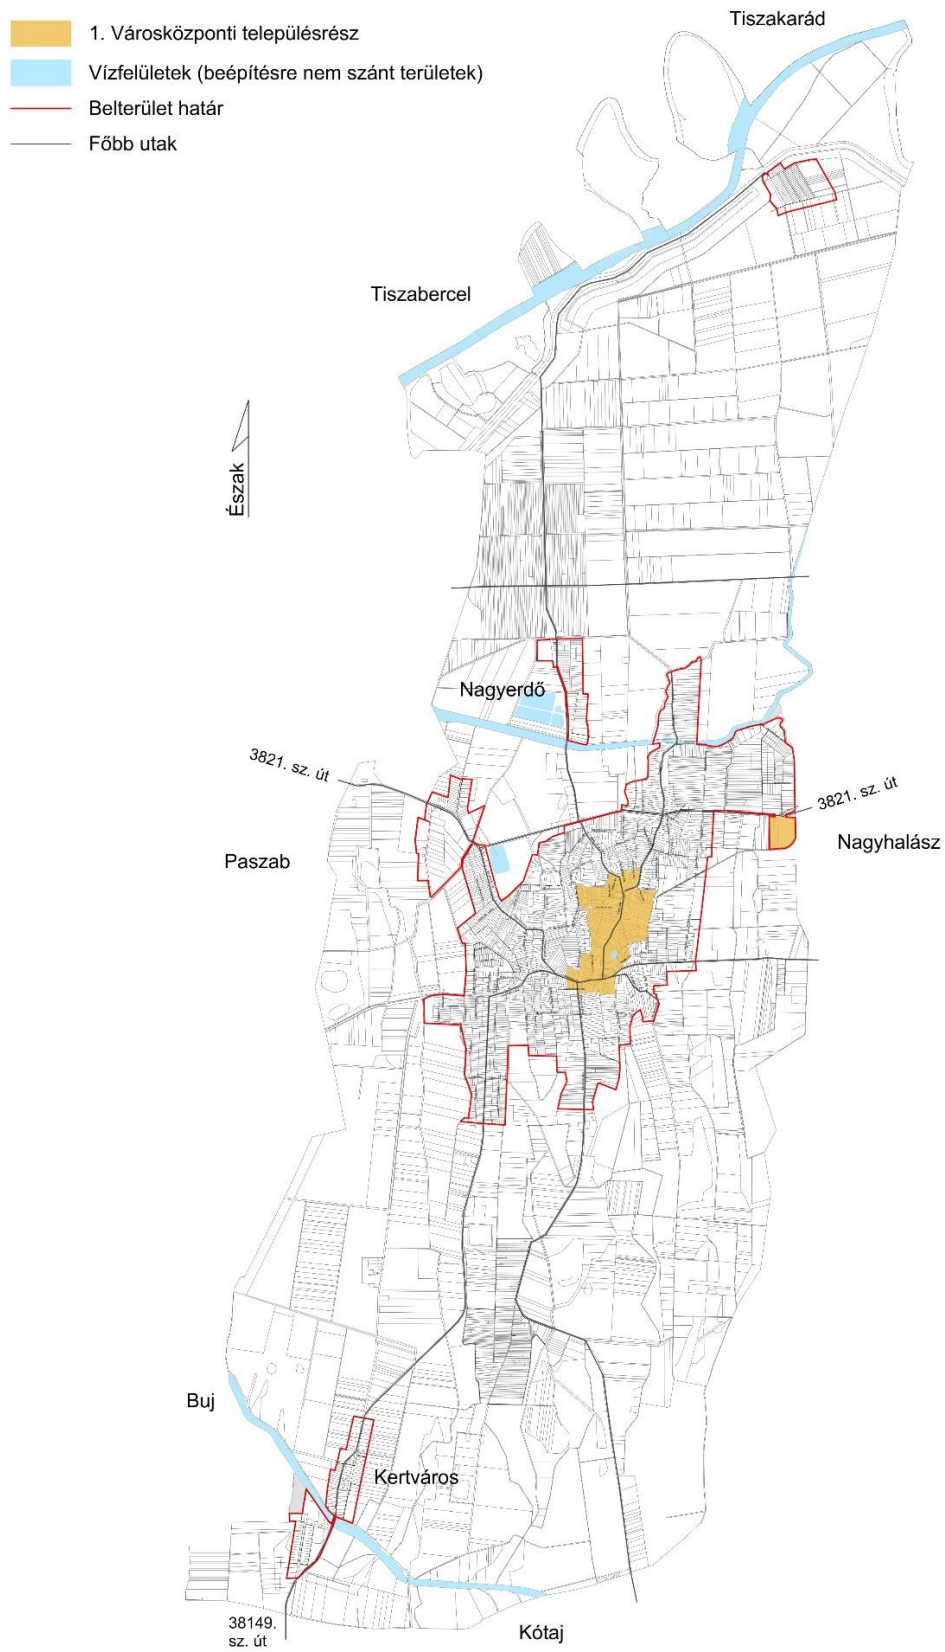 Tiszakarád
1. Városközponti településrész
Vízfelületek (beépítésre nem szánt területek)
Belterület határ
Főbb utak
Tiszabercel
Észak
Nagyerdő
3821. sz. út
3821. sz. út
Nagyhalász
Paszab
Buj
Kertváros
38149.
sz. út
Kótaj